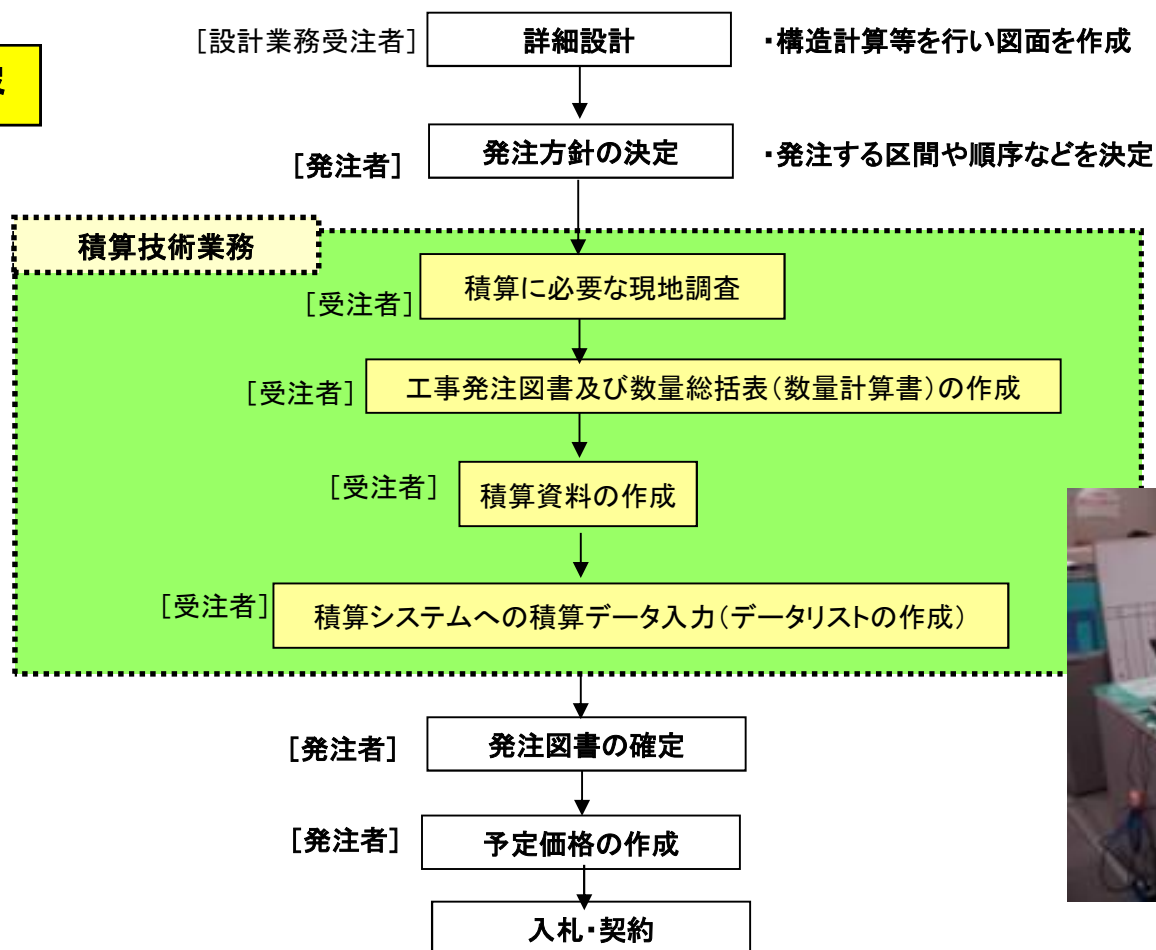 [設計業務受注者]
詳細設計
・構造計算等を行い図面を作成
[発注者]
発注方針の決定
・発注する区間や順序などを決定
積算技術業務
[受注者]
積算に必要な現地調査
[受注者]
工事発注図書及び数量総括表(数量計算書)の作成
[受注者]
積算資料の作成
[受注者]
積算システムへの積算データ入力(データリストの作成)
[発注者]
発注図書の確定
[発注者]
予定価格の作成
入札・契約